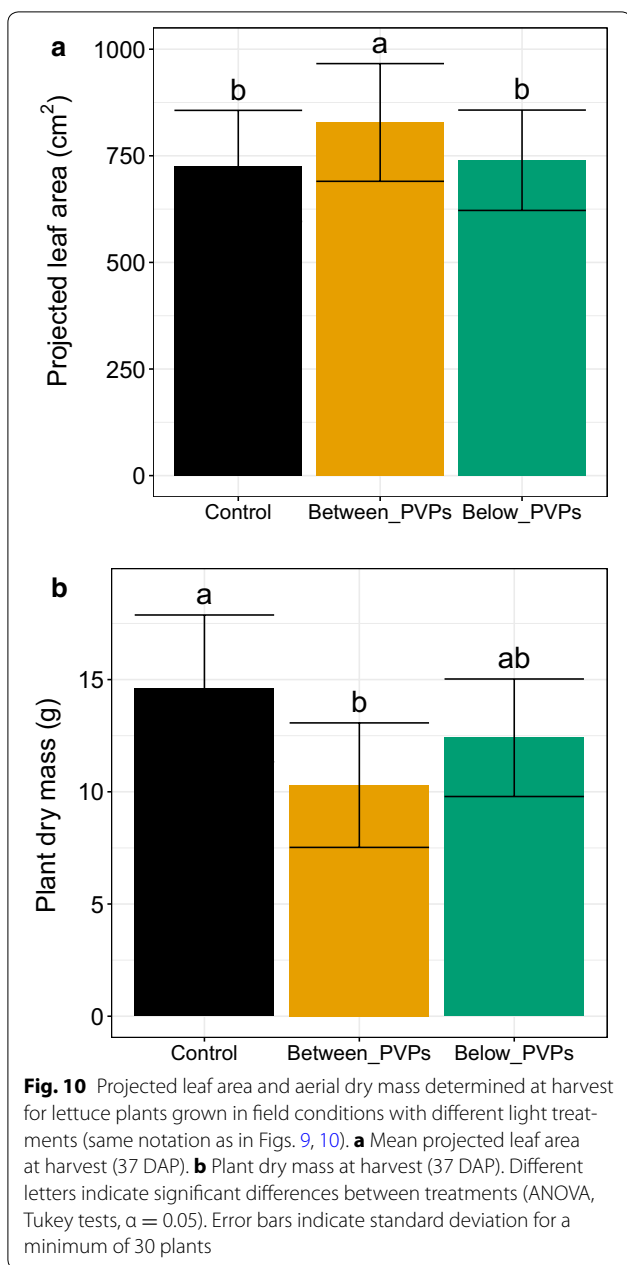 a
1000
750
500
250
0
Projected leaf area (cm²)
b a b
Control Between_PVPs Below_PVPs
b
15
10
5
0
Plant dry mass (g)
a b ab
Control Between_PVPs Below_PVPs
Fig. 10 Projected leaf area and aerial dry mass determined at harvest
for lettuce plants grown in field conditions with different light treat-
ments (same notation as in Figs. 9, 10). a Mean projected leaf area
at harvest (37 DAP). b Plant dry mass at harvest (37 DAP). Different
letters indicate significant differences between treatments (ANOVA,
Tukey tests, α = 0.05). Error bars indicate standard deviation for a
minimum of 30 plants